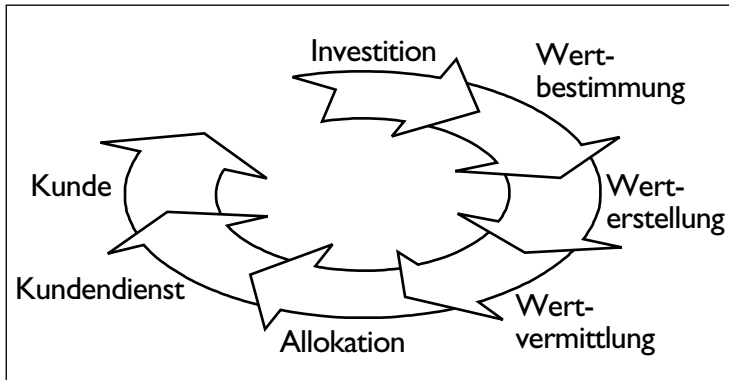 Investition
Wert-
bestimmung
Wert-
erstellung
Wert-
vermittlung
Allokation
Kundendienst
Kunde